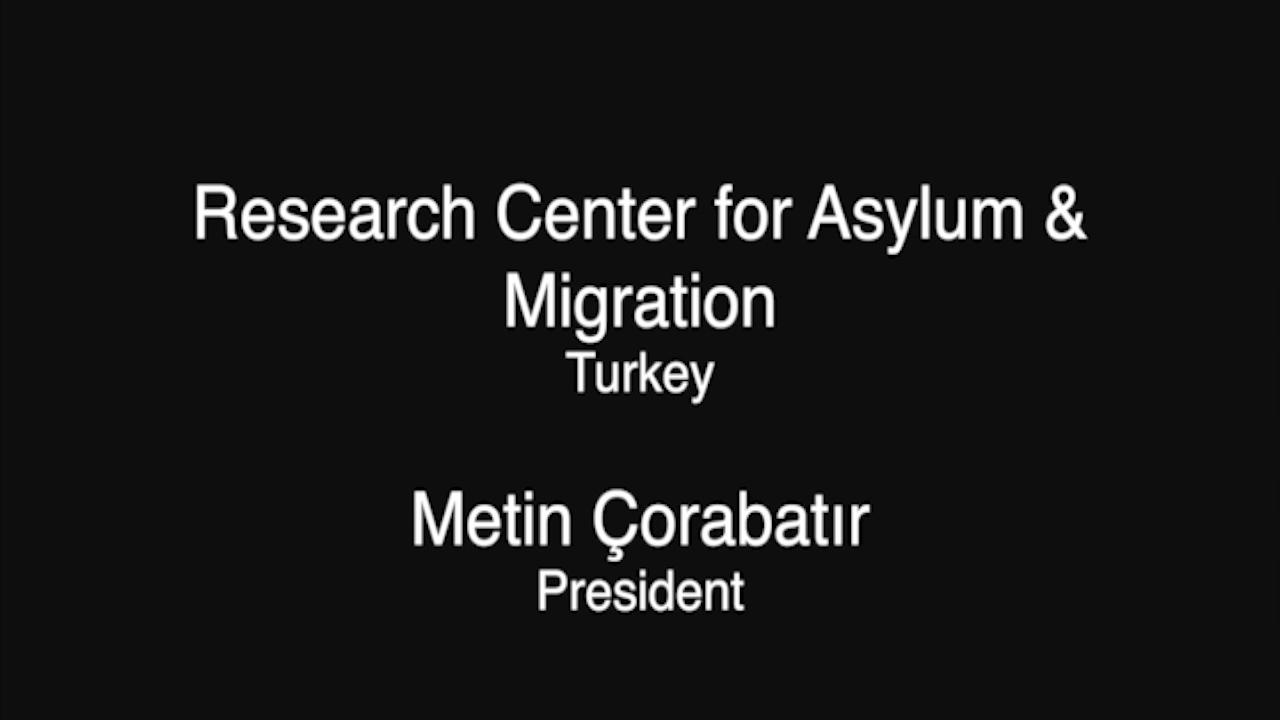 Research Center for Asylum &
Migration
Turkey
Metin Çorabatır
President